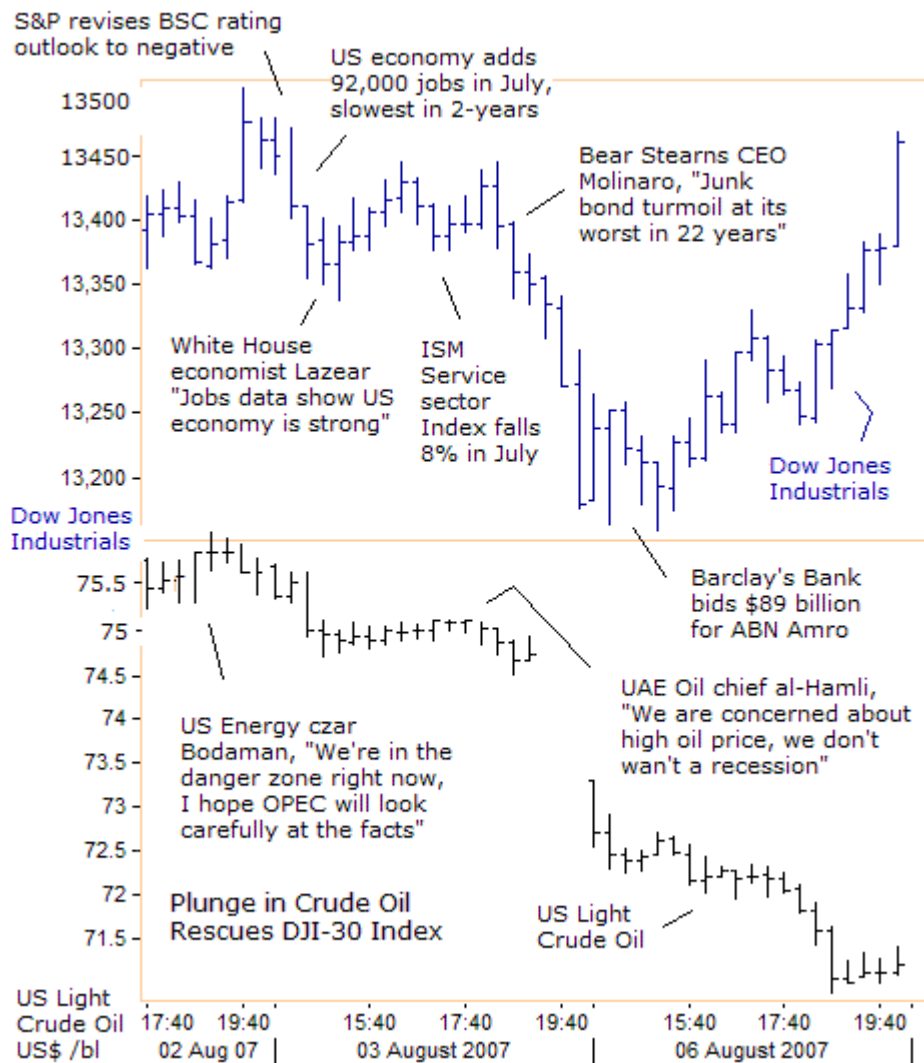 S&P revises BSC rating
outlook to negative
US economy adds
92,000 jobs in July,
slowest in 2-years
13500
13450
13,400
13,350
13,300
13,250
13,200
Bear Stearns CEO
Molinaro, "Junk
bond turmoil at its
worst in 22 years"
White House
economist Lazear
"Jobs data show US
economy is strong"
ISM
Service
sector
Index falls
8% in July
Dow Jones
Industrials
Dow Jones
Industrials
Barclay's Bank
bids $89 billion
for ABN Amro
75.5
75
74.5
74
73.5
73
72.5
72
71.5
US Energy czar
Bodaman, "We're in the
danger zone right now,
I hope OPEC will look
carefully at the facts"
UAE Oil chief al-Hamli,
"We are concerned about
high oil price, we don't
wan't a recession"
Plunge in Crude Oil
Rescues DJI-30 Index
US Light
Crude Oil
US Light
Crude Oil
US$ /bl
17:40 19:40 15:40 17:40 19:40 15:40 17:40 19:40
02 Aug 07 03 August 2007 06 August 2007